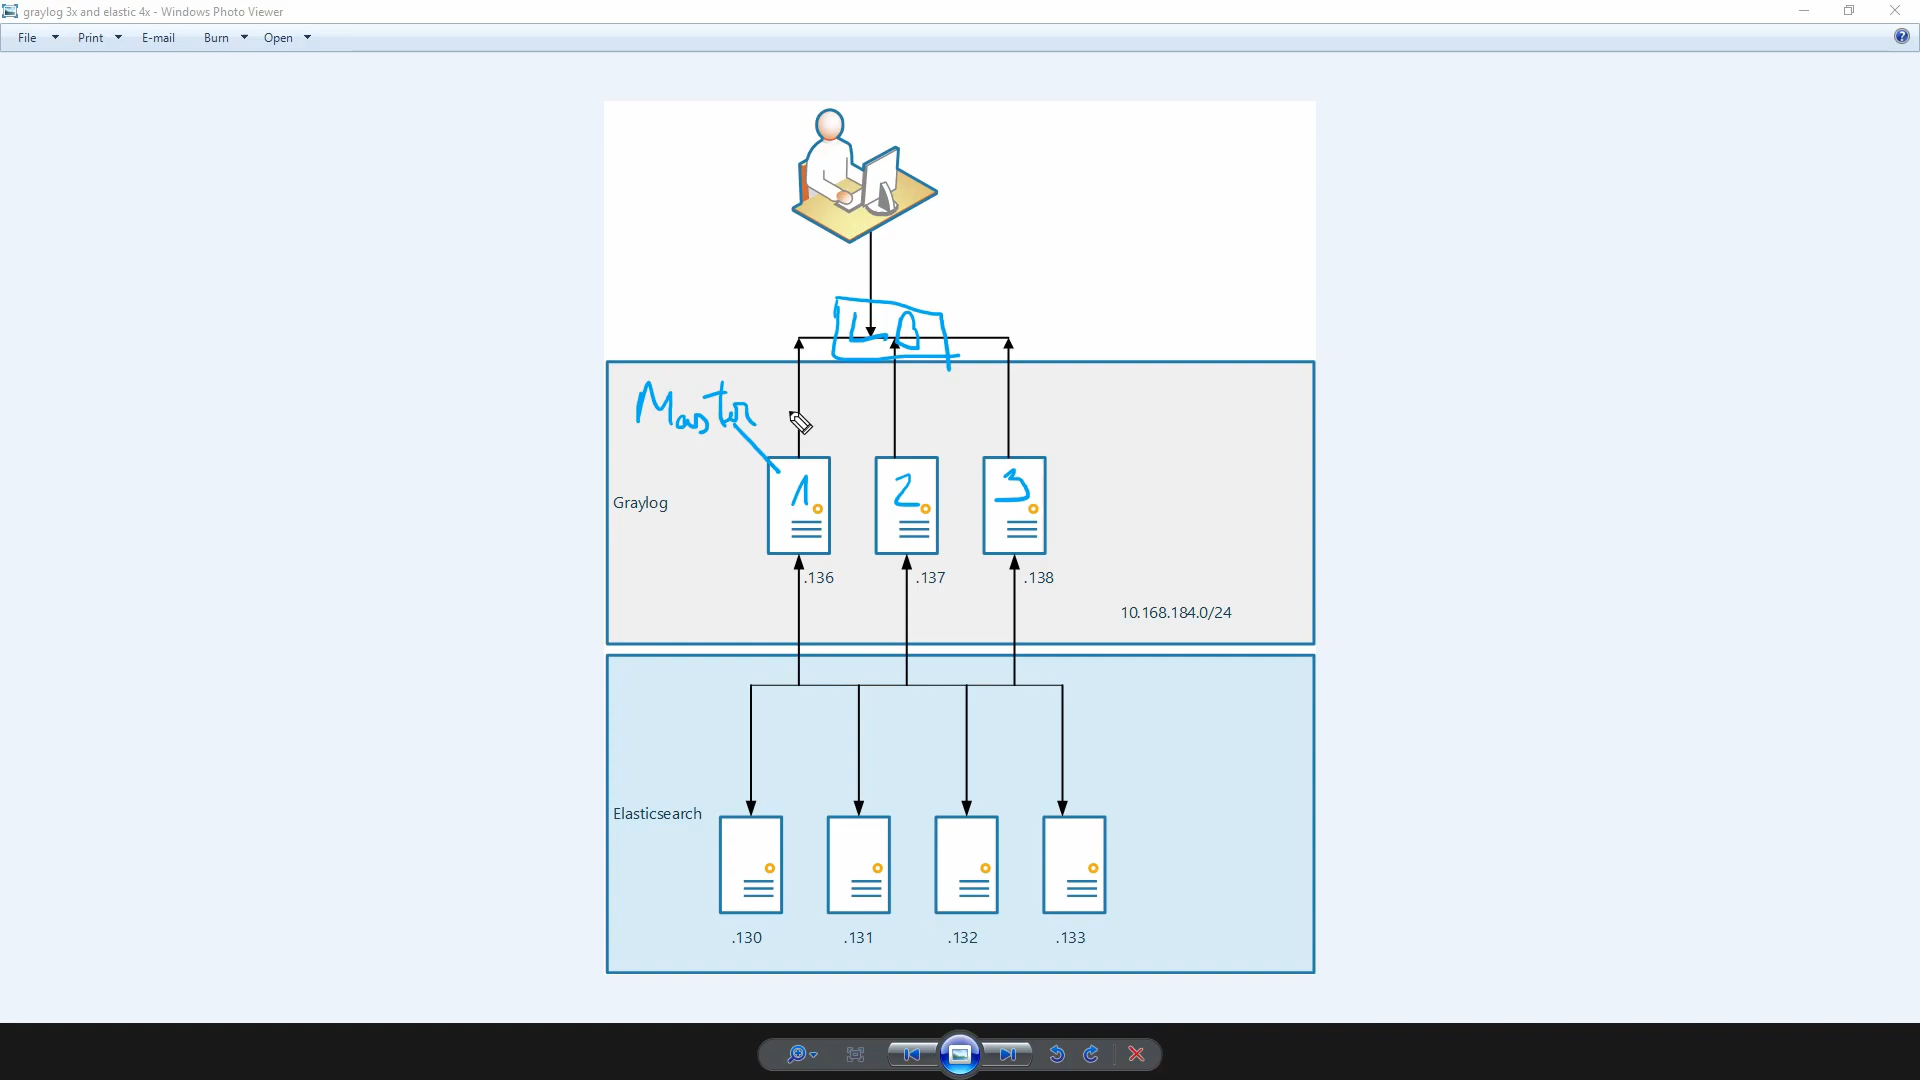 graylog 3x and elastic 4x - Windows Photo Viewer
File Print E-mail Burn Open
Master
1 2 3
Graylog
.136 .137 .138
10.168.184.0/24
Elasticsearch
.130 .131 .132 .133